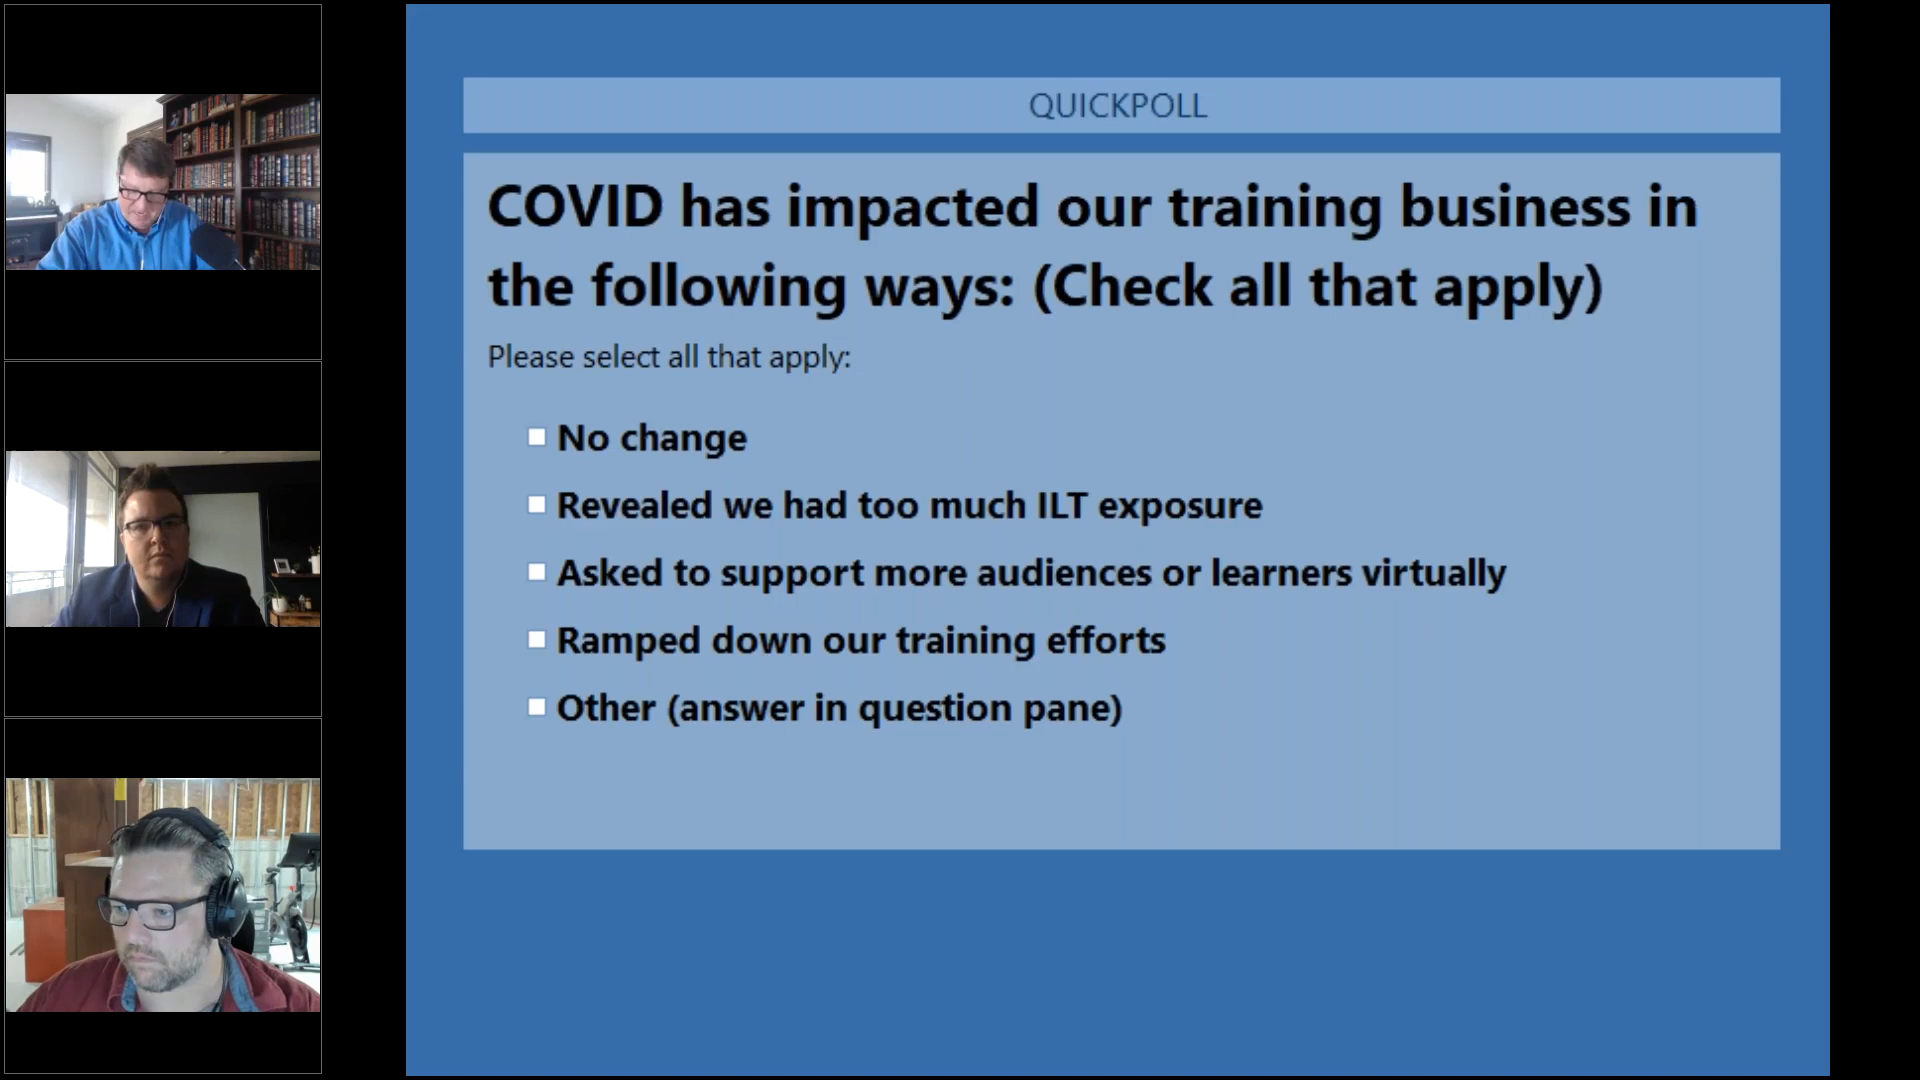 QUICKPOLL
COVID has impacted our training business in
the following ways: (Check all that apply)
Please select all that apply:
No change
Revealed we had too much ILT exposure
Asked to support more audiences or learners virtually
Ramped down our training efforts
Other (answer in question pane)